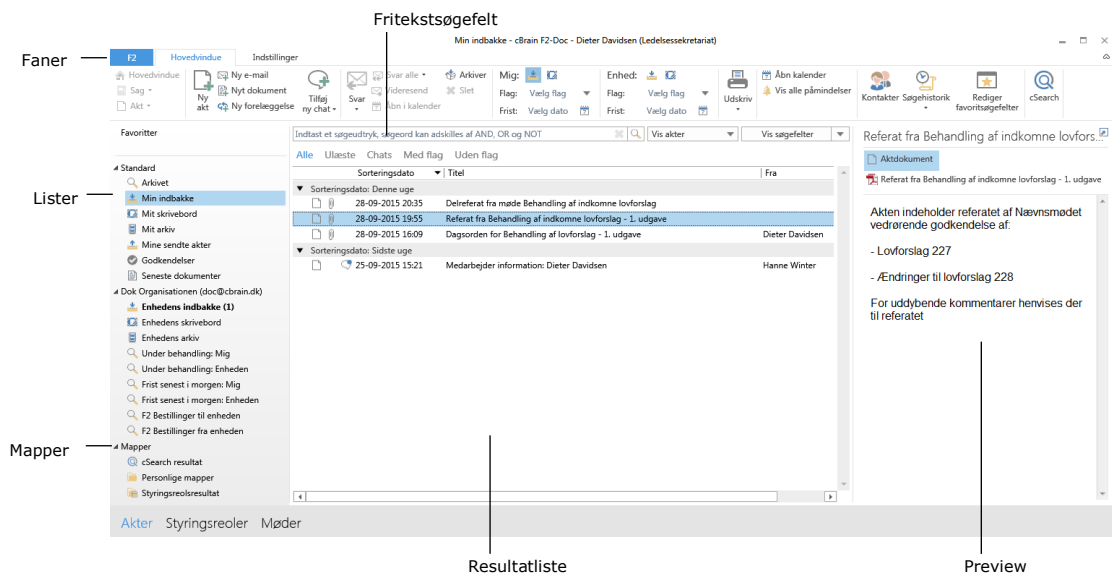 Fritekstsøgefelt
Min indbakke - cBrain F2-Doc - Dieter Davidsen (Ledelsessekretariat)
Faner
F2 Hovedvindue Indstillinger
Hovedvindue
Sag
Akt
Ny akt
Ny e-mail
Nyt dokument
Ny forelæggelse
Tilføj ny chat
Svar
Svar alle
Videresend
Åbn i kalender
Arkiver
Slet
Mig:
Flag: Vælg flag
Frist: Vælg dato
Enhed:
Flag: Vælg flag
Frist: Vælg dato
Udskriv
Åbn kalender
Vis alle påmindelser
Kontakter
Søgehistorik
Rediger favoritsøgefelter
cSearch
Favoritter
Lister
Standard
Arkivet
Min indbakke
Mit skrivebord
Mit arkiv
Mine sendte akter
Godkendelser
Seneste dokumenter
Dok Organisationen (doc@cbrain.dk)
Enhedens indbakke (1)
Enhedens skrivebord
Enhedens arkiv
Under behandling: Mig
Under behandling: Enheden
Frist senest i morgen: Mig
Frist senest i morgen: Enheden
F2 Bestillinger til enheden
F2 Bestillinger fra enheden
Mapper
Mapper
cSearch resultat
Personlige mapper
Styringsreolsresultat
Indtast et søgeudtryk, søgeord kan adskilles af AND, OR og NOT
Vis akter
Vis søgefelter
Alle Ulæste Chats Med flag Uden flag
Sorteringsdato Titel Fra
Sorteringsdato: Denne uge
28-09-2015 20:35 Delreferat fra møde Behandling af indkomne lovforslag
28-09-2015 19:55 Referat fra Behandling af indkomne lovforslag - 1. udgave
28-09-2015 16:09 Dagsorden for Behandling af lovforslag - 1. udgave Dieter Davidsen
Sorteringsdato: Sidste uge
25-09-2015 15:21 Medarbejder information: Dieter Davidsen Hanne Winter
Referat fra Behandling af indkomne lovfors...
Aktdokument
Referat fra Behandling af indkomne lovforslag - 1. udgave
Akten indeholder referatet af Nævnsmødet
vedrørende godkendelse af:
- Lovforslag 227
- Ændringer til lovforslag 228
For uddybende kommentarer henvises der
til referatet
Akter Styringsreoler Møder
Resultatliste
Preview